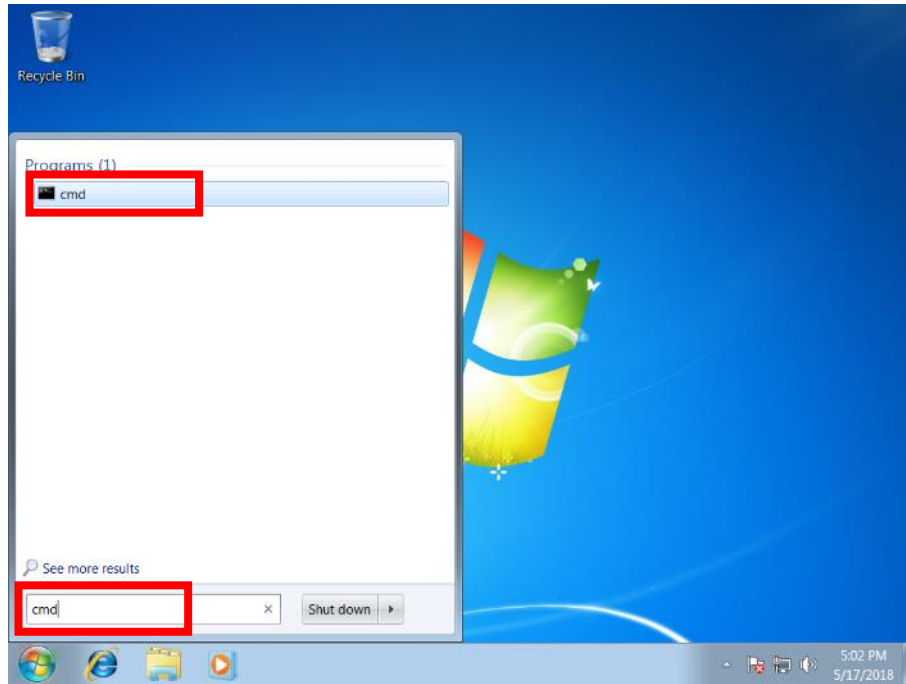 Recycle Bin
Programs (1)
cmd
See more results
cmd
Shut down
5:02 PM
5/17/2018